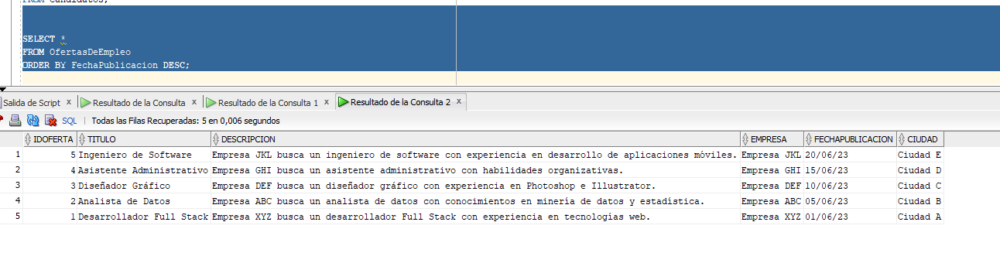 FROM Candidatos;
SELECT *
FROM OfertasDeEmpleo
ORDER BY FechaPublicacion DESC;
Salida de Script x Resultado de la Consulta x Resultado de la Consulta 1 x Resultado de la Consulta 2 x
SQL | Todas las Filas Recuperadas: 5 en 0,006 segundos
IDOFERTA TITULO DESCRIPCION EMPRESA FECHAPUBLICACION CIUDAD
1 5 Ingeniero de Software Empresa JKL busca un ingeniero de software con experiencia en desarrollo de aplicaciones móviles. Empresa JKL 20/06/23 Ciudad E
2 4 Asistente Administrativo Empresa GHI busca un asistente administrativo con habilidades organizativas. Empresa GHI 15/06/23 Ciudad D
3 3 Diseñador Gráfico Empresa DEF busca un diseñador gráfico con experiencia en Photoshop e Illustrator. Empresa DEF 10/06/23 Ciudad C
4 2 Analista de Datos Empresa ABC busca un analista de datos con conocimientos en minería de datos y estadística. Empresa ABC 05/06/23 Ciudad B
5 1 Desarrollador Full Stack Empresa XYZ busca un desarrollador Full Stack con experiencia en tecnologías web. Empresa XYZ 01/06/23 Ciudad A